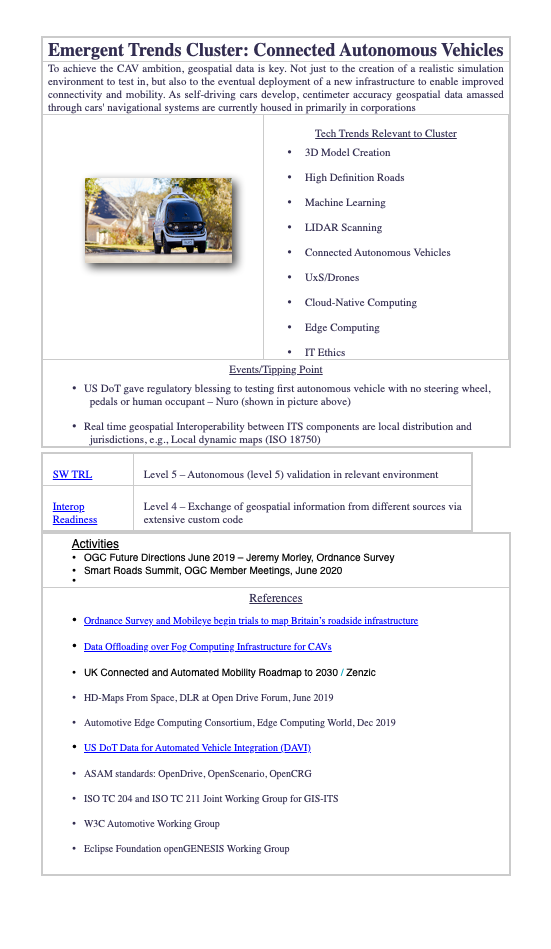 Emergent Trends Cluster: Connected Autonomous Vehicles
To achieve the CAV ambition, geospatial data is key. Not just to the creation of a realistic simulation
environment to test in, but also to the eventual deployment of a new infrastructure to enable improved
connectivity and mobility. As self-driving cars develop, centimeter accuracy geospatial data amassed
through cars' navigational systems are currently housed in primarily in corporations
Tech Trends Relevant to Cluster
• 3D Model Creation
• High Definition Roads
• Machine Learning
• LIDAR Scanning
• Connected Autonomous Vehicles
• UxS/Drones
• Cloud-Native Computing
• Edge Computing
• IT Ethics
Events/Tipping Point
• US DoT gave regulatory blessing to testing first autonomous vehicle with no steering wheel,
pedals or human occupant – Nuro (shown in picture above)
• Real time geospatial Interoperability between ITS components are local distribution and
jurisdictions, e.g., Local dynamic maps (ISO 18750)
SW TRL
Level 5 – Autonomous (level 5) validation in relevant environment
Interop
Readiness
Level 4 – Exchange of geospatial information from different sources via
extensive custom code
Activities
• OGC Future Directions June 2019 – Jeremy Morley, Ordnance Survey
• Smart Roads Summit, OGC Member Meetings, June 2020
•
References
• Ordnance Survey and Mobileye begin trials to map Britain's roadside infrastructure
• Data Offloading over Fog Computing Infrastructure for CAVs
• UK Connected and Automated Mobility Roadmap to 2030 / Zenzic
• HD-Maps From Space, DLR at Open Drive Forum, June 2019
• Automotive Edge Computing Consortium, Edge Computing World, Dec 2019
• US DoT Data for Automated Vehicle Integration (DAVI)
• ASAM standards: OpenDrive, OpenScenario, OpenCRG
• ISO TC 204 and ISO TC 211 Joint Working Group for GIS-ITS
• W3C Automotive Working Group
• Eclipse Foundation openGENESIS Working Group